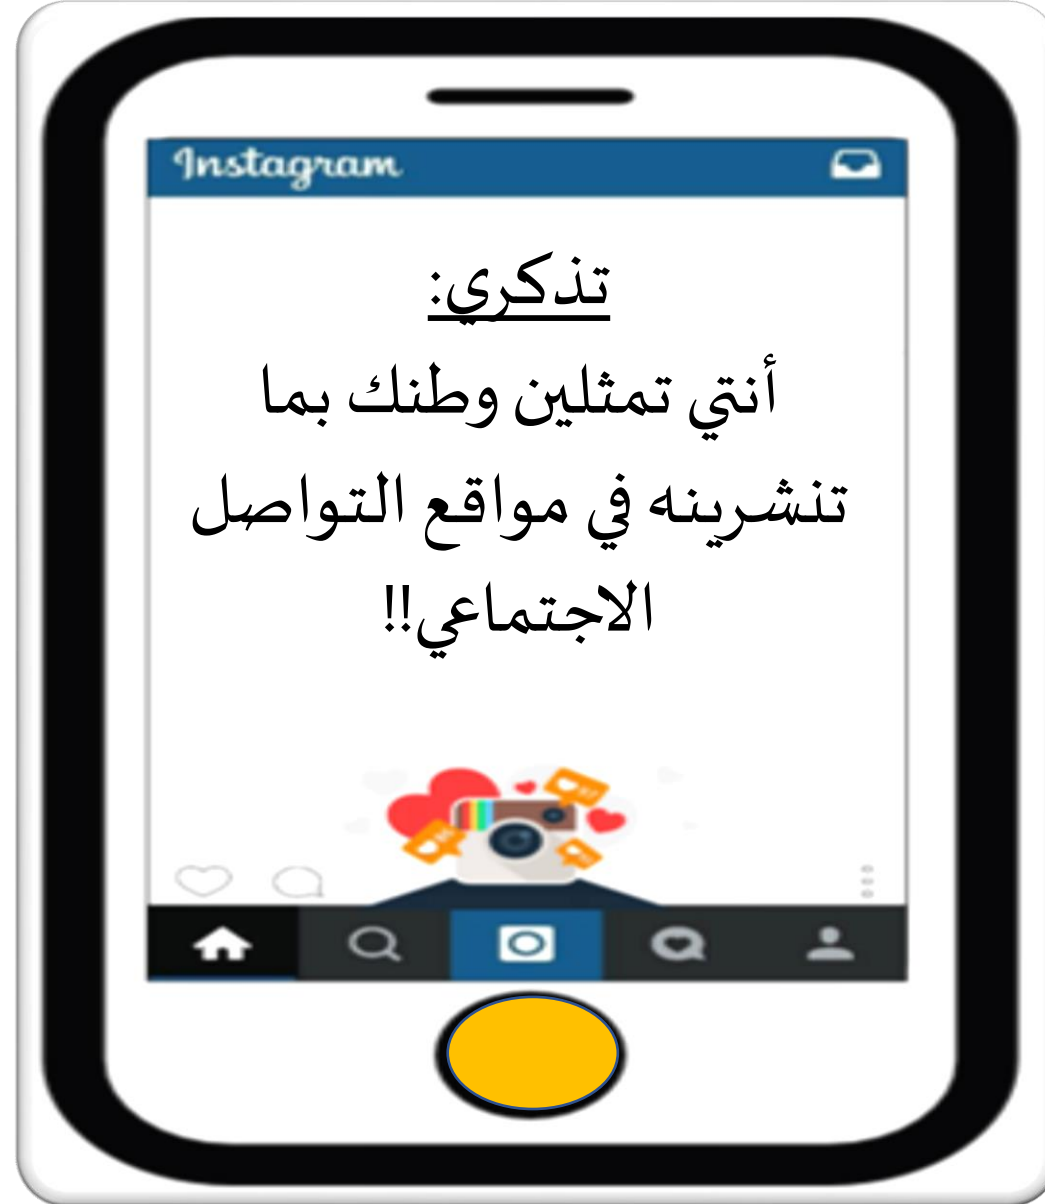 Instagram
تذكري:
أنتي تمثلين وطنك بما
تنشرينه في مواقع التواصل
الاجتماعي!!